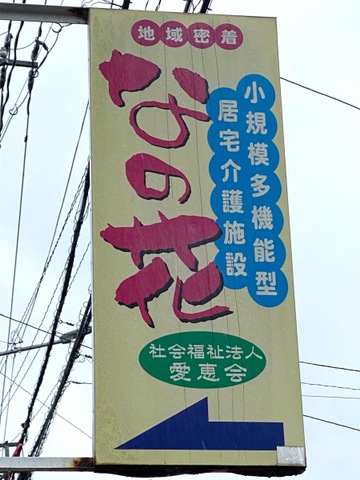 地域密着
小規模多機能型
居宅介護施設
なの花
社会福祉法人
愛恵会